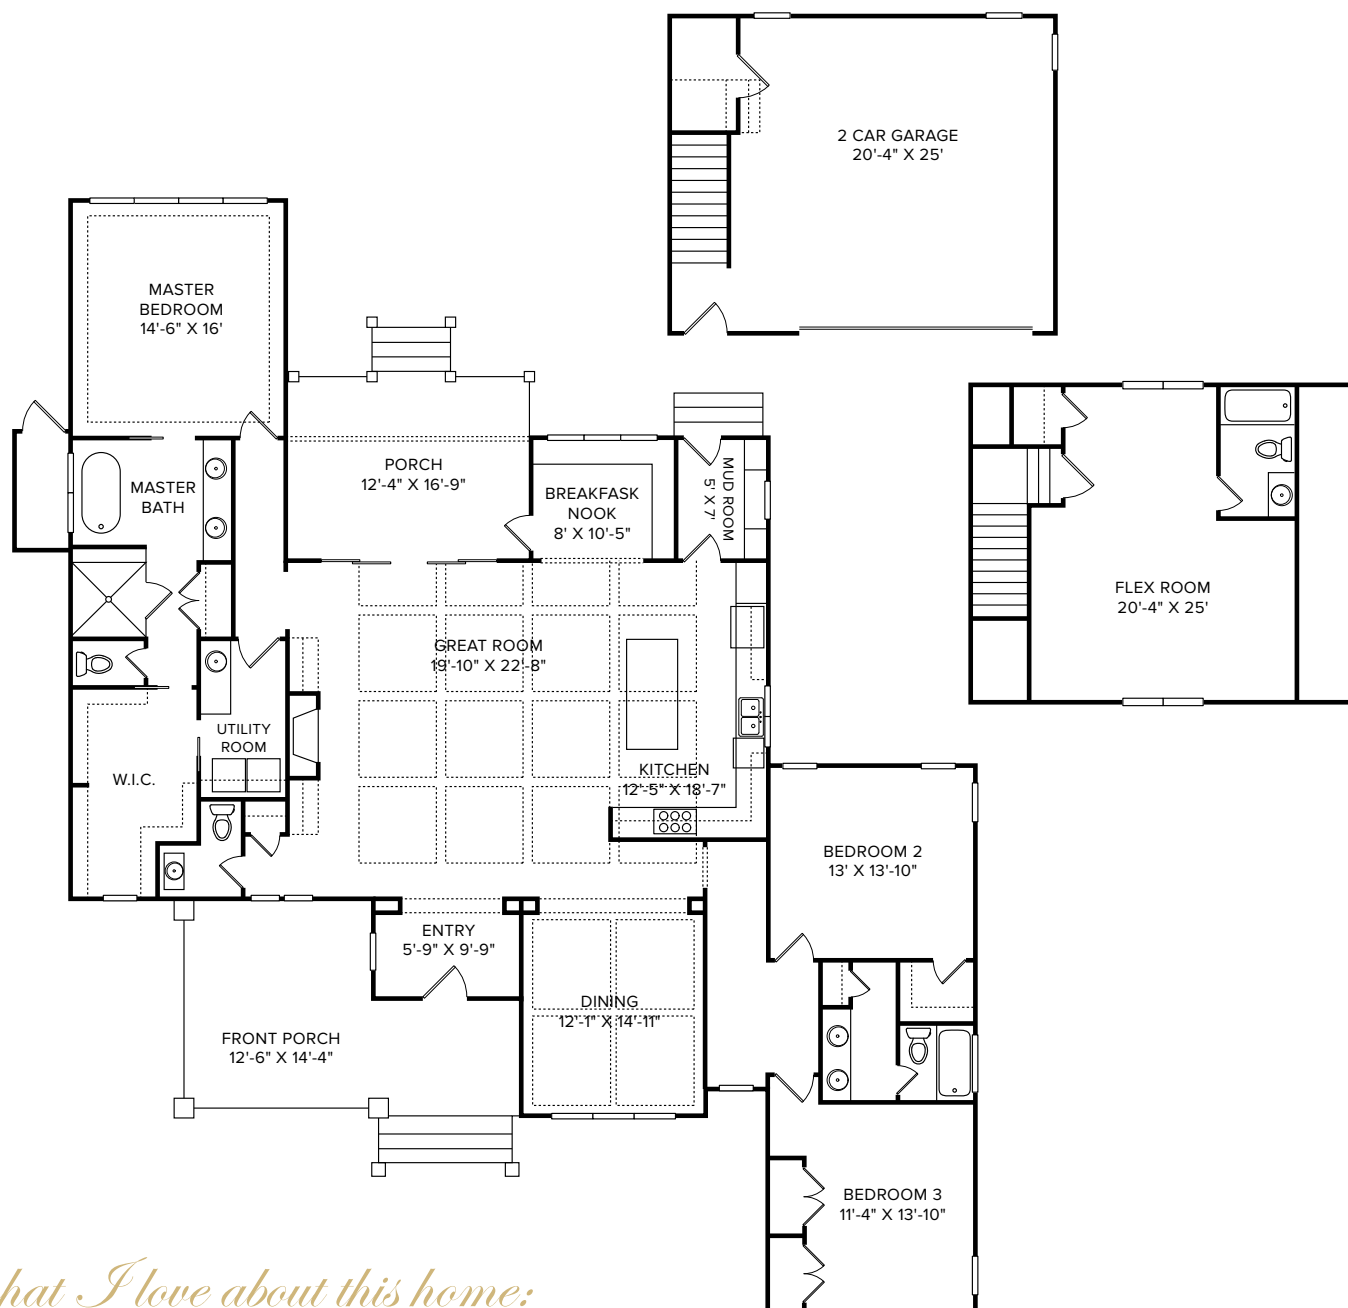 2 CAR GARAGE
20'-4" X 25'
MASTER
BEDROOM
14'-6" X 16'
PORCH
12'-4" X 16'-9"
BREAKFASK
NOOK
8' X 10'-5"
MUD ROOM
5' X 7'
MASTER
BATH
FLEX ROOM
20'-4" X 25'
GREAT ROOM
19'-10" X 22'-8"
UTILITY
ROOM
W.I.C.
KITCHEN
12'-5" X 18'-7"
BEDROOM 2
13' X 13'-10"
ENTRY
5'-9" X 9'-9"
DINING
12'-1" X 14'-11"
FRONT PORCH
12'-6" X 14'-4"
BEDROOM 3
11'-4" X 13'-10"
hat I love about this home: